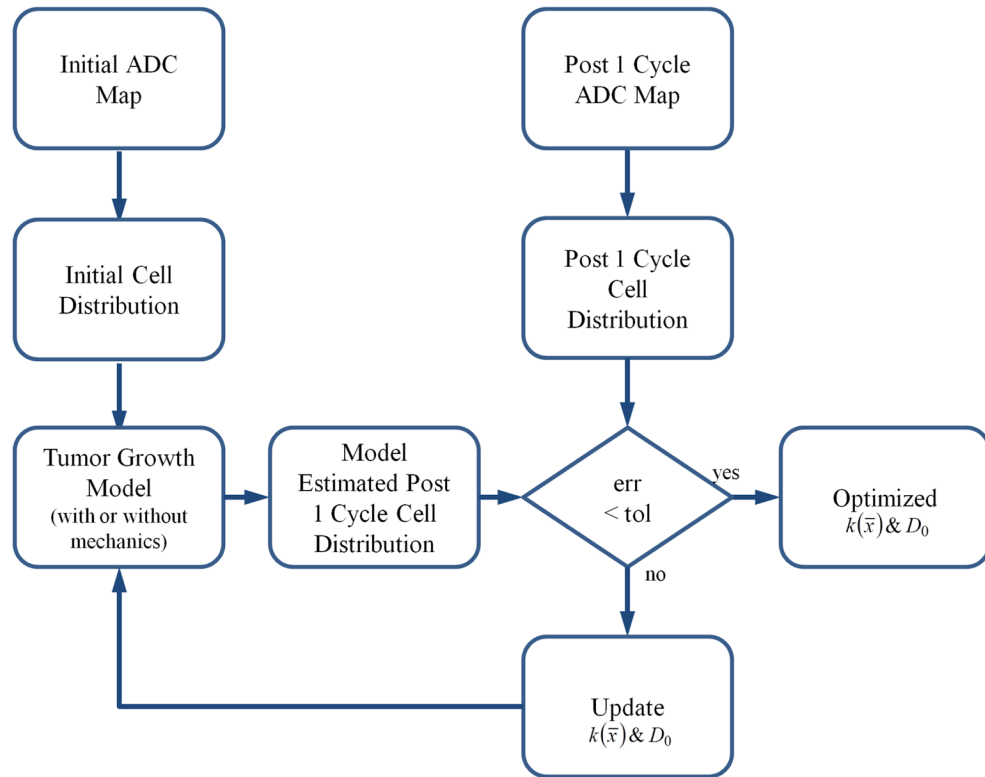 Initial ADC
Map
Post 1 Cycle
ADC Map
Initial Cell
Distribution
Post 1 Cycle
Cell
Distribution
Tumor Growth
Model
(with or without
mechanics)
Model
Estimated Post
1 Cycle Cell
Distribution
err
< tol
yes
no
Optimized
k(x̄) & D₀
Update
k(x̄) & D₀